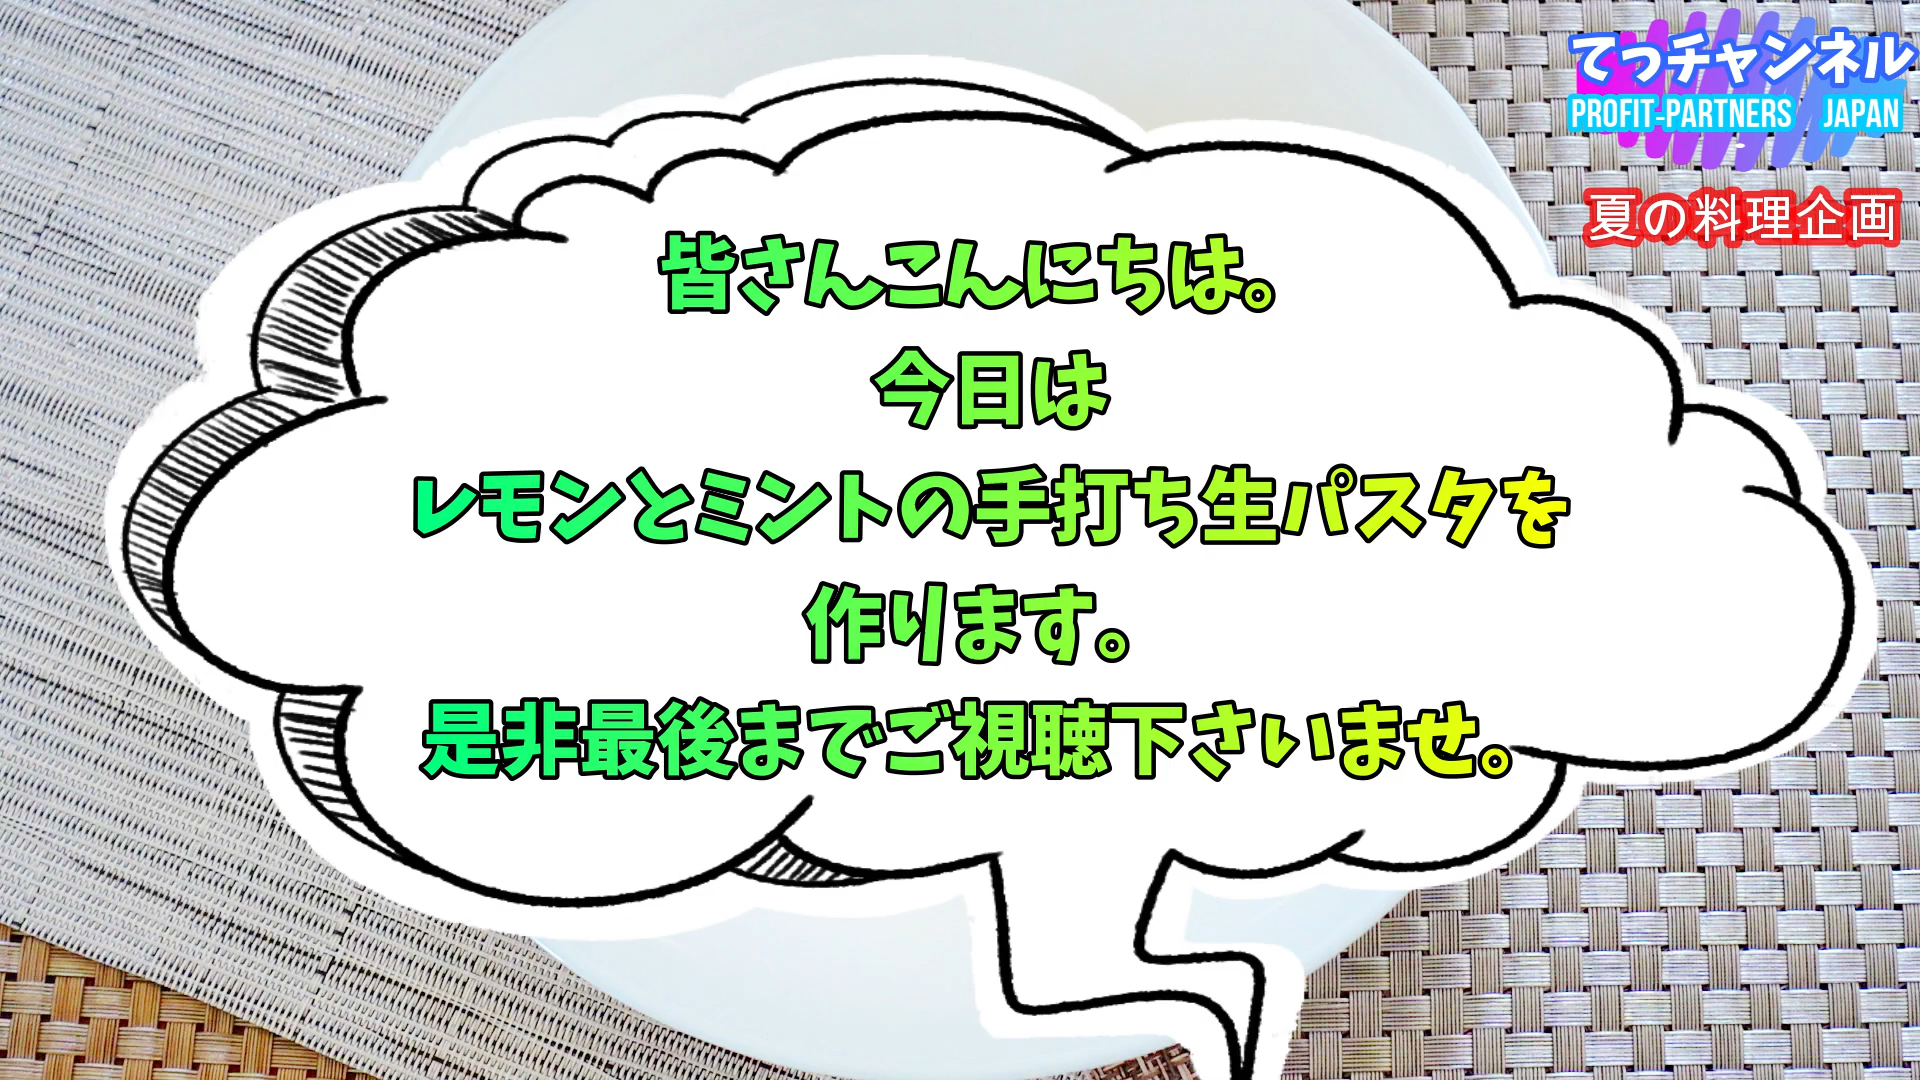 てっチャンネル
PROFIT-PARTNERS JAPAN
夏の料理企画
皆さんこんにちは。
今日は
レモンとミントの手打ち生パスタを
作ります。
是非最後までご視聴下さいませ。